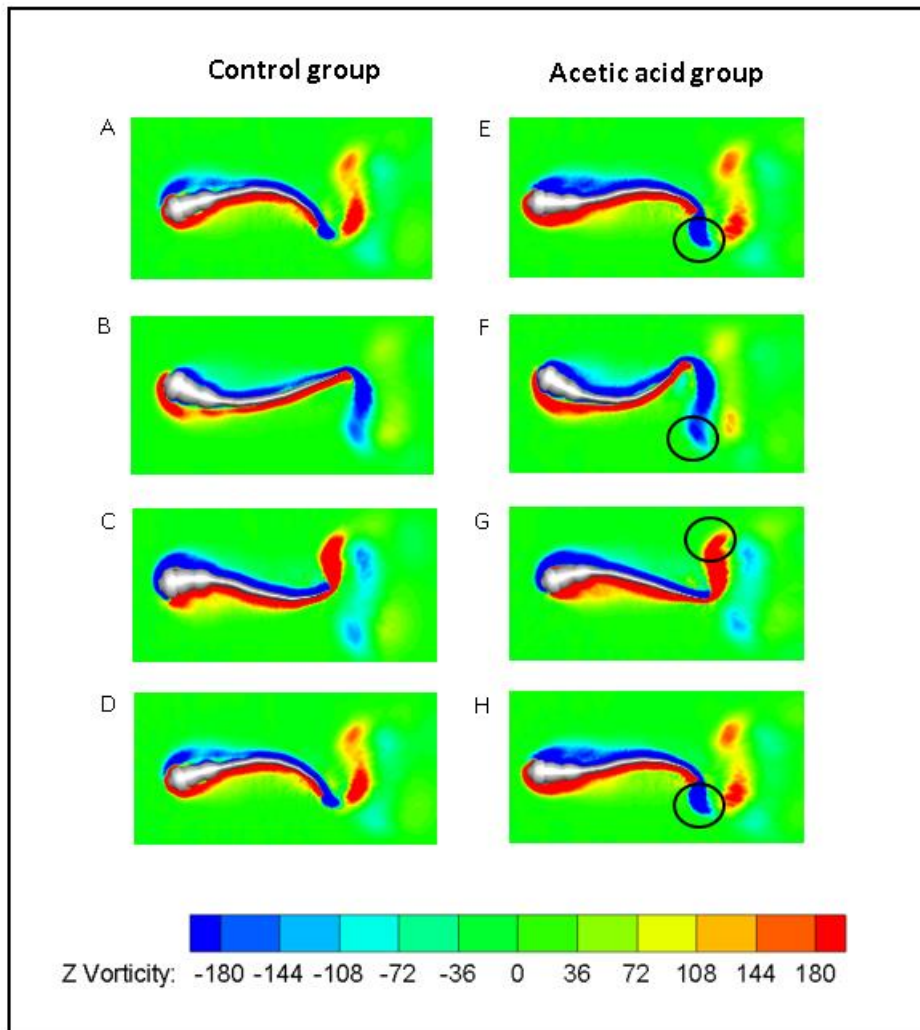 Control group Acetic acid group
A E
B F
C G
D H
Z Vorticity: -180 -144 -108 -72 -36 0 36 72 108 144 180